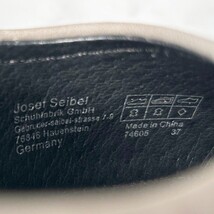 Josef Seibel
Schuhfabrik GmbH
Gebrüder-seibel-strasse 7-9
76846 Hauenstein
Germany
Made in China
74605 37